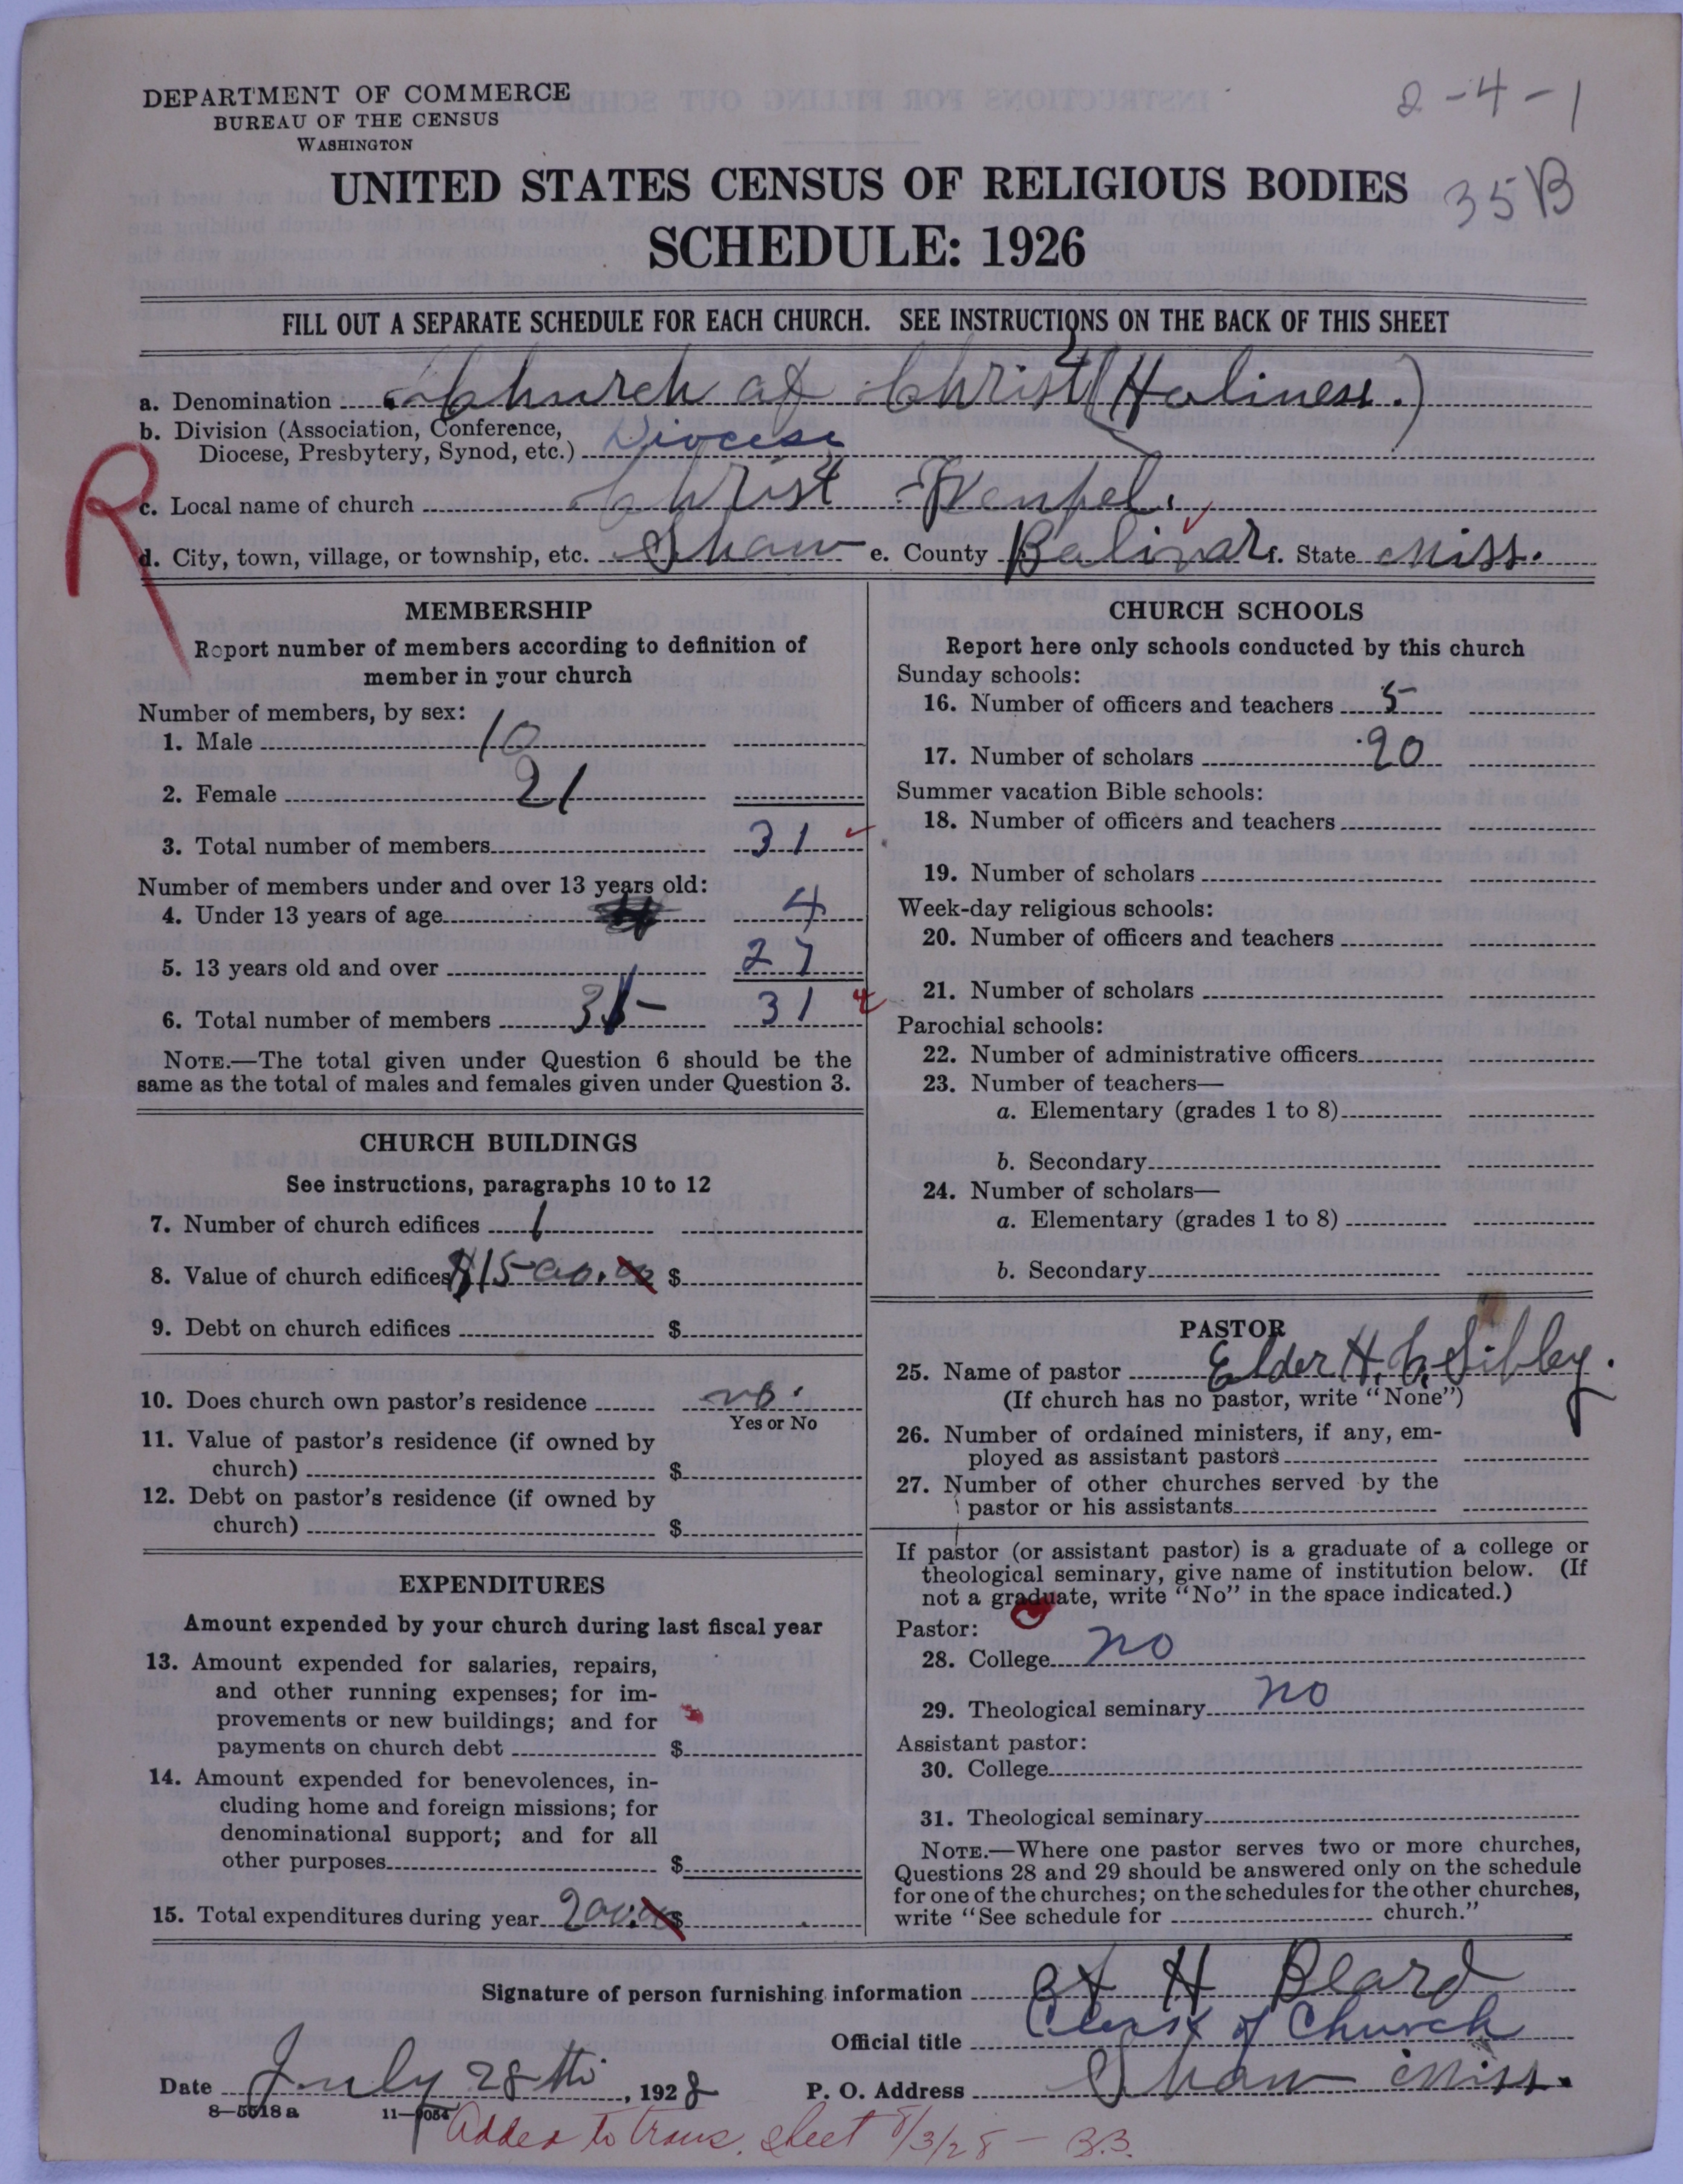 DEPARTMENT OF COMMERCE
BUREAU OF THE CENSUS
WASHINGTON
2-4-1
35B
UNITED STATES CENSUS OF RELIGIOUS BODIES
SCHEDULE: 1926
FILL OUT A SEPARATE SCHEDULE FOR EACH CHURCH. SEE INSTRUCTIONS ON THE BACK OF THIS SHEET
R
a. Denomination Church of Christ (Holiness.)
b. Division (Association, Conference,
Diocese, Presbytery, Synod, etc.) Diocese
c. Local name of church Christ Tempel.
d. City, town, village, or township, etc. Shaw e. County Bolivar f. State Miss.
MEMBERSHIP
Report number of members according to definition of
member in your church
Number of members, by sex:
1. Male 10
2. Female 21
3. Total number of members 31
Number of members under and over 13 years old:
4. Under 13 years of age 4
5. 13 years old and over 27
6. Total number of members 31
NOTE.—The total given under Question 6 should be the
same as the total of males and females given under Question 3.
CHURCH BUILDINGS
See instructions, paragraphs 10 to 12
7. Number of church edifices 1
8. Value of church edifices $1500.00 $
9. Debt on church edifices $
10. Does church own pastor's residence no.
Yes or No
11. Value of pastor's residence (if owned by
church) $
12. Debt on pastor's residence (if owned by
church) $
EXPENDITURES
Amount expended by your church during last fiscal year
13. Amount expended for salaries, repairs,
and other running expenses; for im-
provements or new buildings; and for
payments on church debt $
14. Amount expended for benevolences, in-
cluding home and foreign missions; for
denominational support; and for all
other purposes $
15. Total expenditures during year 200.00 $
CHURCH SCHOOLS
Report here only schools conducted by this church
Sunday schools:
16. Number of officers and teachers 5
17. Number of scholars 20
Summer vacation Bible schools:
18. Number of officers and teachers
19. Number of scholars
Week-day religious schools:
20. Number of officers and teachers
21. Number of scholars
Parochial schools:
22. Number of administrative officers
23. Number of teachers—
a. Elementary (grades 1 to 8)
b. Secondary
24. Number of scholars—
a. Elementary (grades 1 to 8)
b. Secondary
PASTOR
25. Name of pastor Elder H. C. Sibley.
(If church has no pastor, write "None")
26. Number of ordained ministers, if any, em-
ployed as assistant pastors
27. Number of other churches served by the
pastor or his assistants
If pastor (or assistant pastor) is a graduate of a college or
theological seminary, give name of institution below. (If
not a graduate, write "No" in the space indicated.)
Pastor:
28. College no
29. Theological seminary no
Assistant pastor:
30. College
31. Theological seminary
NOTE.—Where one pastor serves two or more churches,
Questions 28 and 29 should be answered only on the schedule
for one of the churches; on the schedules for the other churches,
write "See schedule for church."
Signature of person furnishing information H Beard
Official title Clerk of Church
Date July 28th, 1928 P. O. Address Shaw Miss.
8—5518 a 11—9054
Added to trans. sheet 8/3/28 - B.B.